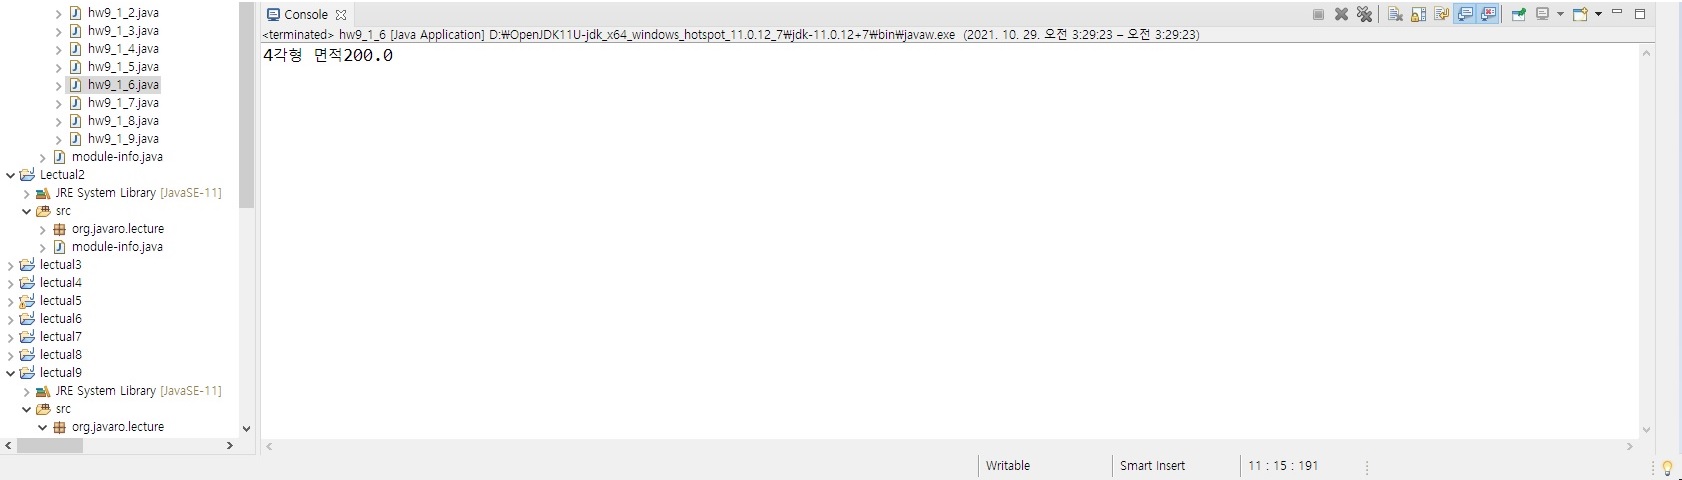 hw9_1_2.java
hw9_1_3.java
hw9_1_4.java
hw9_1_5.java
hw9_1_6.java
hw9_1_7.java
hw9_1_8.java
hw9_1_9.java
module-info.java
Lectual2
JRE System Library [JavaSE-11]
src
org.javaro.lecture
module-info.java
lectual3
lectual4
lectual5
lectual6
lectual7
lectual8
lectual9
JRE System Library [JavaSE-11]
src
org.javaro.lecture
Console
<terminated> hw9_1_6 [Java Application] D:₩OpenJDK11U-jdk_x64_windows_hotspot_11.0.12_7₩jdk-11.0.12+7₩bin₩javaw.exe (2021. 10. 29. 오전 3:29:23 – 오전 3:29:23)
4각형 면적200.0
Writable
Smart Insert
11 : 15 : 191